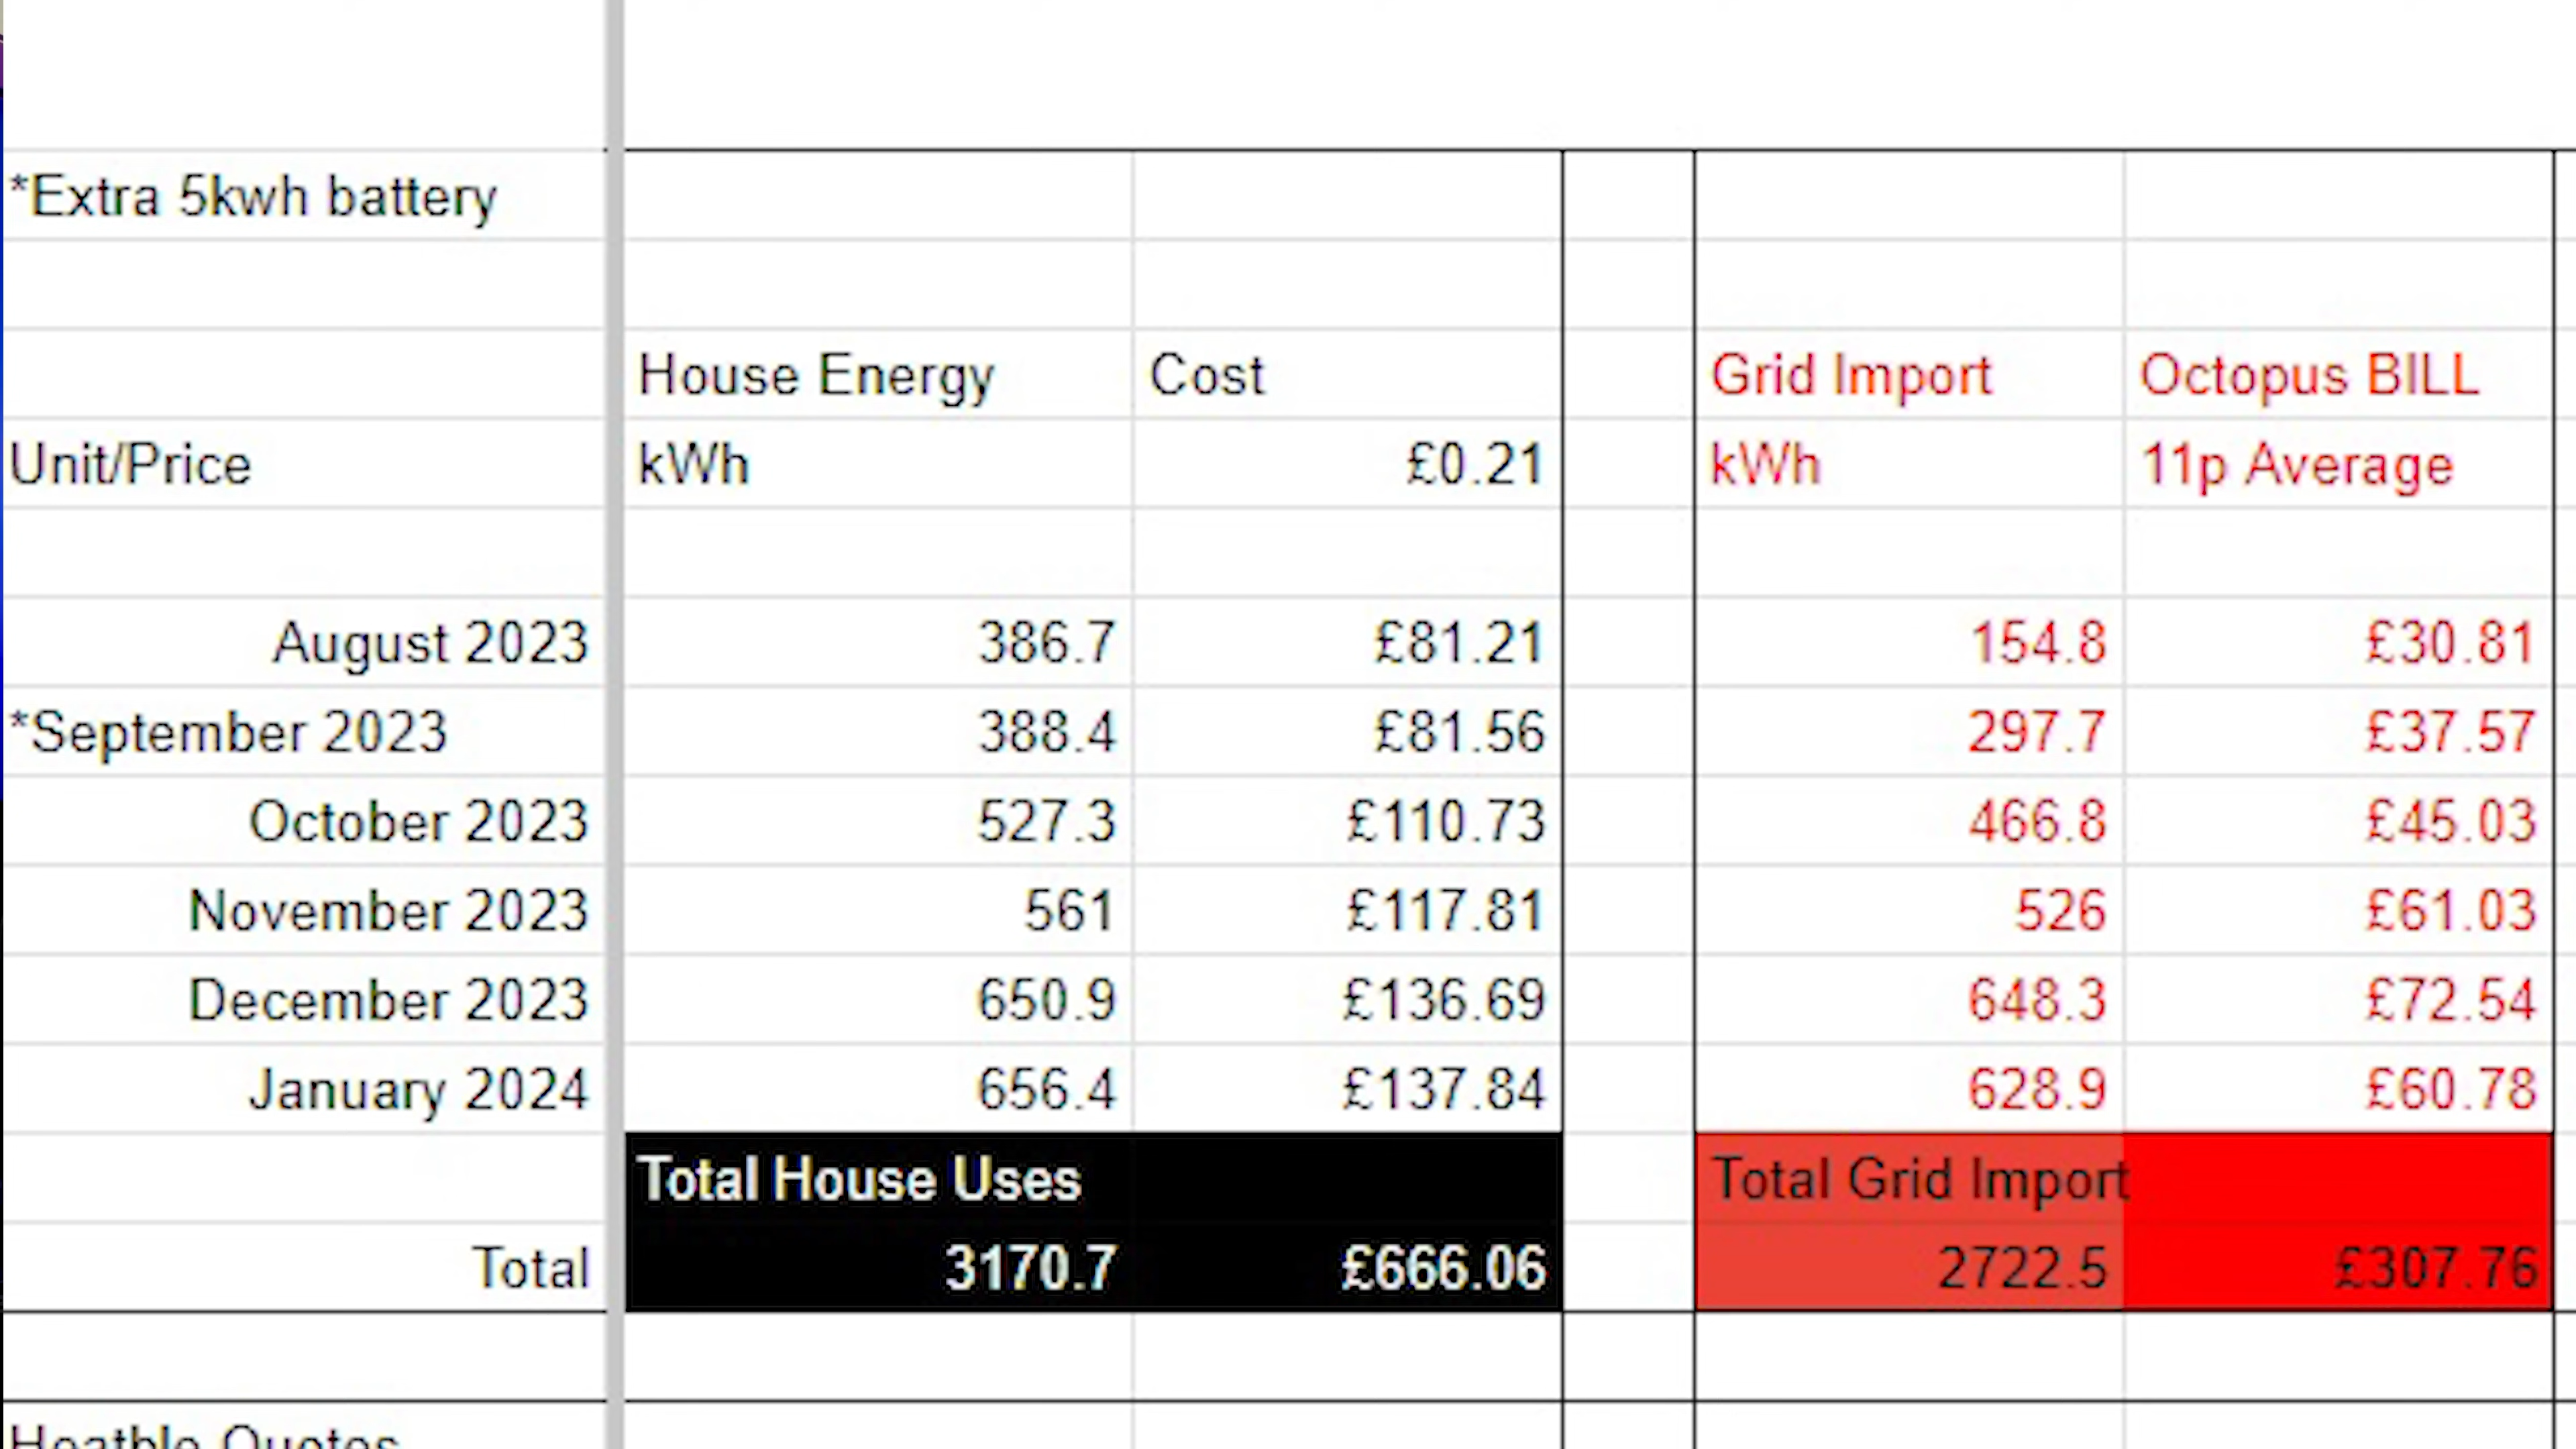 *Extra 5kwh battery
House Energy Cost Grid Import Octopus BILL
Unit/Price kWh £0.21 kWh 11p Average
August 2023 386.7 £81.21 154.8 £30.81
*September 2023 388.4 £81.56 297.7 £37.57
October 2023 527.3 £110.73 466.8 £45.03
November 2023 561 £117.81 526 £61.03
December 2023 650.9 £136.69 648.3 £72.54
January 2024 656.4 £137.84 628.9 £60.78
Total House Uses Total Grid Import
Total 3170.7 £666.06 2722.5 £307.76
Heatble Quotes